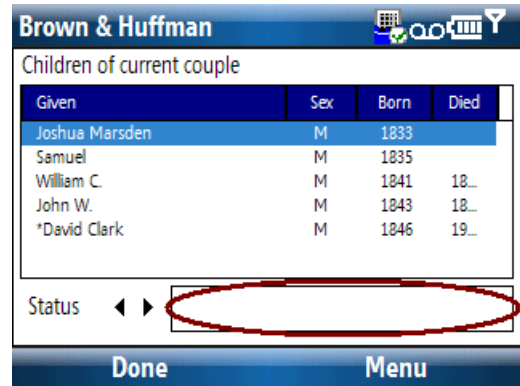 Brown & Huffman
Children of current couple
Given Sex Born Died
Joshua Marsden M 1833
Samuel M 1835
William C. M 1841 18...
John W. M 1843 18...
*David Clark M 1846 19...
Status
Done Menu